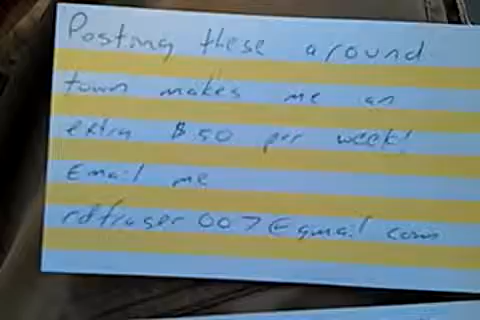 Posting these around
town makes me an
extra $50 per week!
Email me
rdfraser007@gmail.com